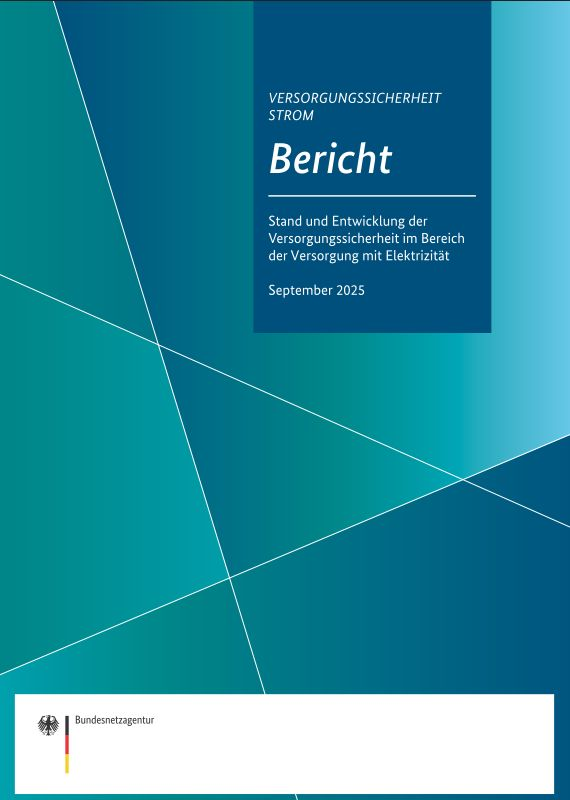 VERSORGUNGSSICHERHEIT
STROM
Bericht
Stand und Entwicklung der
Versorgungssicherheit im Bereich
der Versorgung mit Elektrizität
September 2025
Bundesnetzagentur